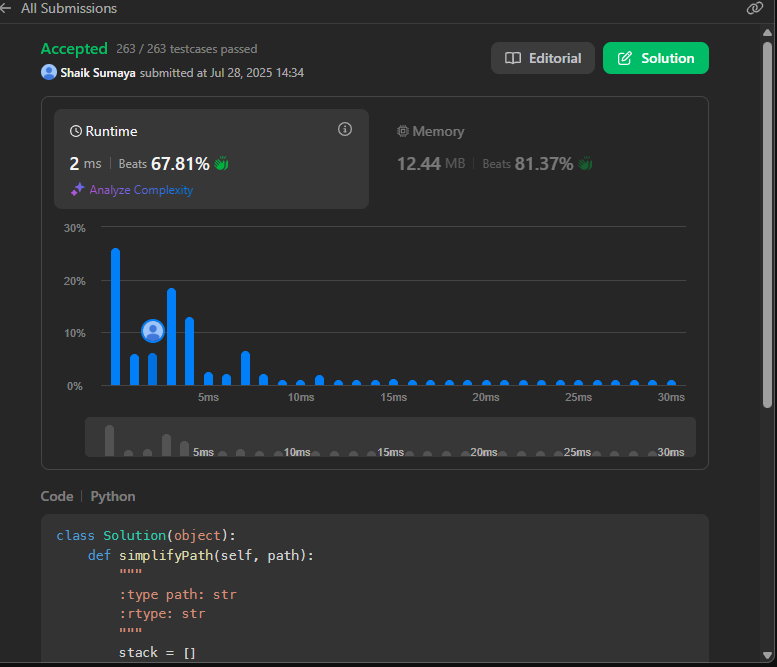 All Submissions
Accepted 263 / 263 testcases passed
Shaik Sumaya submitted at Jul 28, 2025 14:34
Editorial
Solution
Runtime
2 ms | Beats 67.81%
Analyze Complexity
Memory
12.44 MB | Beats 81.37%
30%
20%
10%
0%
5ms 10ms 15ms 20ms 25ms 30ms
5ms 10ms 15ms 20ms 25ms 30ms
Code | Python
class Solution(object):
    def simplifyPath(self, path):
        """
        :type path: str
        :rtype: str
        """
        stack = []